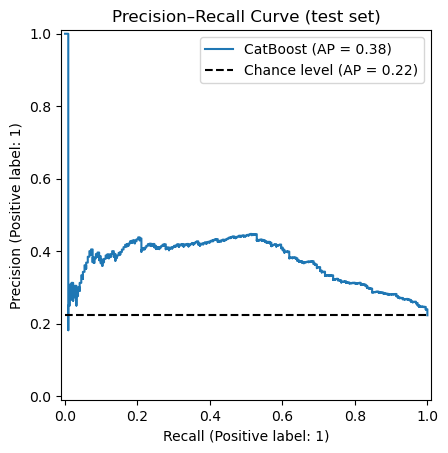 Precision–Recall Curve (test set)
CatBoost (AP = 0.38)
Chance level (AP = 0.22)
Precision (Positive label: 1)
1.0
0.8
0.6
0.4
0.2
0.0
0.0 0.2 0.4 0.6 0.8 1.0
Recall (Positive label: 1)